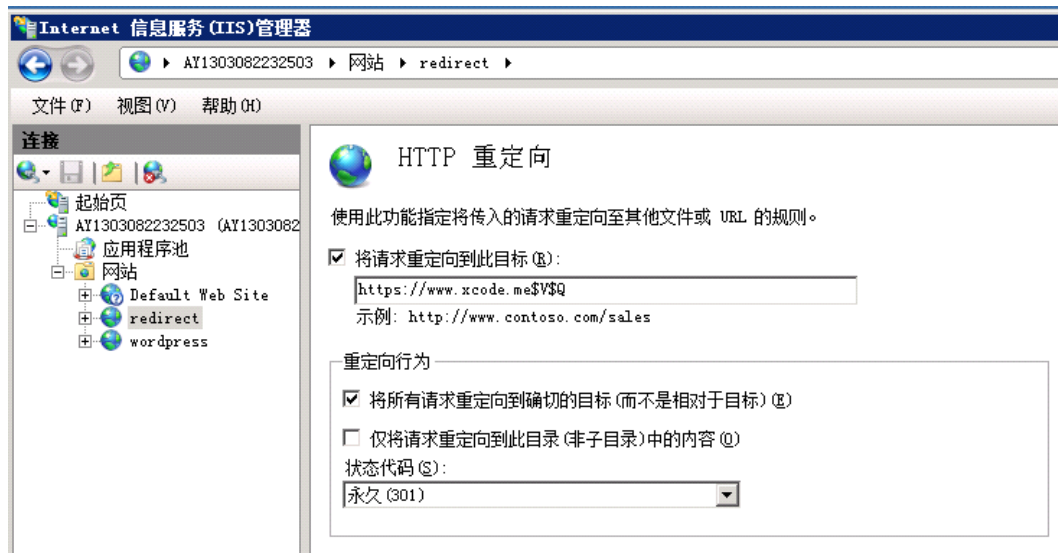 Internet 信息服务(IIS)管理器
AY1303082232503 网站 redirect
文件(F) 视图(V) 帮助(H)
连接
起始页
AY1303082232503 (AY1303082
应用程序池
网站
Default Web Site
redirect
wordpress
HTTP 重定向
使用此功能指定将传入的请求重定向至其他文件或 URL 的规则。
将请求重定向到此目标(R):
https://www.xcode.me$V$Q
示例: http://www.contoso.com/sales
重定向行为
将所有请求重定向到确切的目标(而不是相对于目标)(E)
仅将请求重定向到此目录(非子目录)中的内容(O)
状态代码(S):
永久(301)